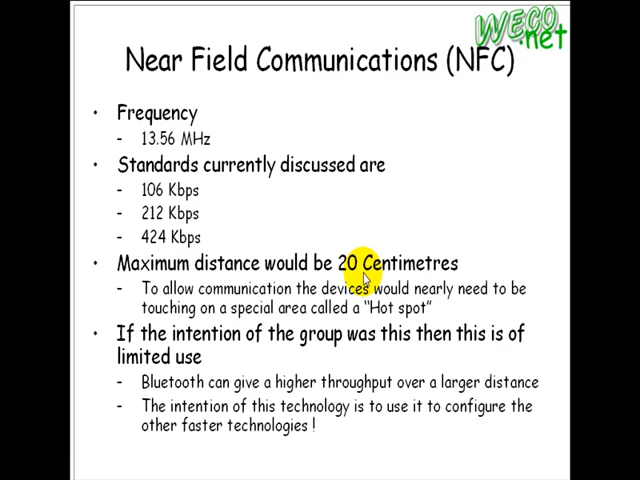 WECO
.net
Near Field Communications (NFC)
• Frequency
– 13.56 MHz
• Standards currently discussed are
– 106 Kbps
– 212 Kbps
– 424 Kbps
• Maximum distance would be 20 Centimetres
– To allow communication the devices would nearly need to be
touching on a special area called a “Hot spot”
• If the intention of the group was this then this is of
limited use
– Bluetooth can give a higher throughput over a larger distance
– The intention of this technology is to use it to configure the
other faster technologies !